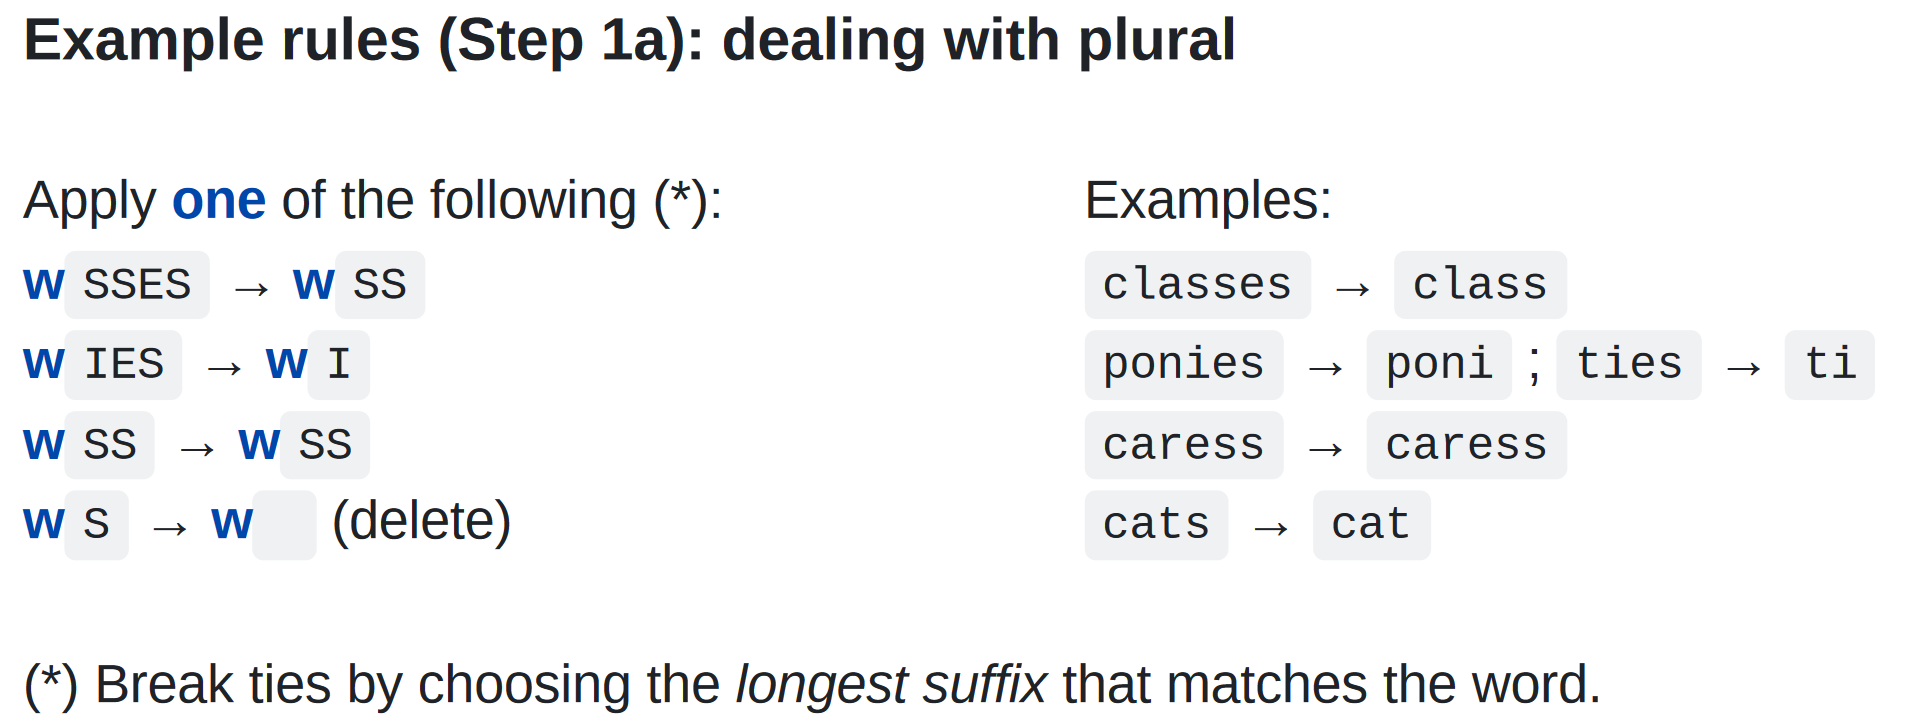 Example rules (Step 1a): dealing with plural
Apply one of the following (*):
w SSES → w SS
w IES → w I
w SS → w SS
w S → w (delete)
Examples:
classes → class
ponies → poni ; ties → ti
caress → caress
cats → cat
(*) Break ties by choosing the longest suffix that matches the word.